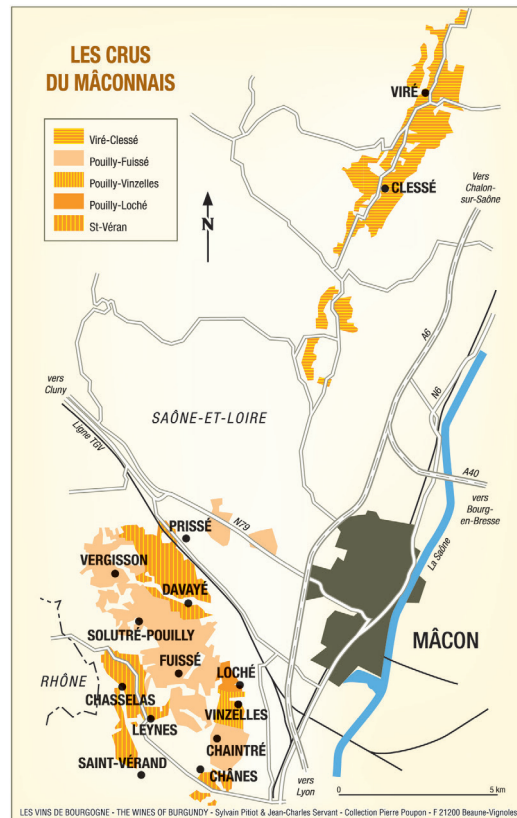 LES CRUS
DU MÂCONNAIS
Viré-Clessé
Pouilly-Fuissé
Pouilly-Vinzelles
Pouilly-Loché
St-Véran
N
VIRÉ
CLESSÉ
Vers
Chalon-
sur-Saône
A6
N6
vers
Cluny
Ligne TGV
SAÔNE-ET-LOIRE
A40
vers
Bourg-
en-Bresse
N79
PRISSÉ
La Saône
VERGISSON
DAVAYÉ
SOLUTRÉ-POUILLY
MÂCON
FUISSÉ
RHÔNE
LOCHÉ
CHASSELAS
VINZELLES
LEYNES
CHAINTRÉ
SAINT-VÉRAND
CHÂNES
vers
Lyon
0
5 km
LES VINS DE BOURGOGNE - THE WINES OF BURGUNDY - Sylvain Pitiot & Jean-Charles Servant - Collection Pierre Poupon - F 21200 Beaune-Vignoles